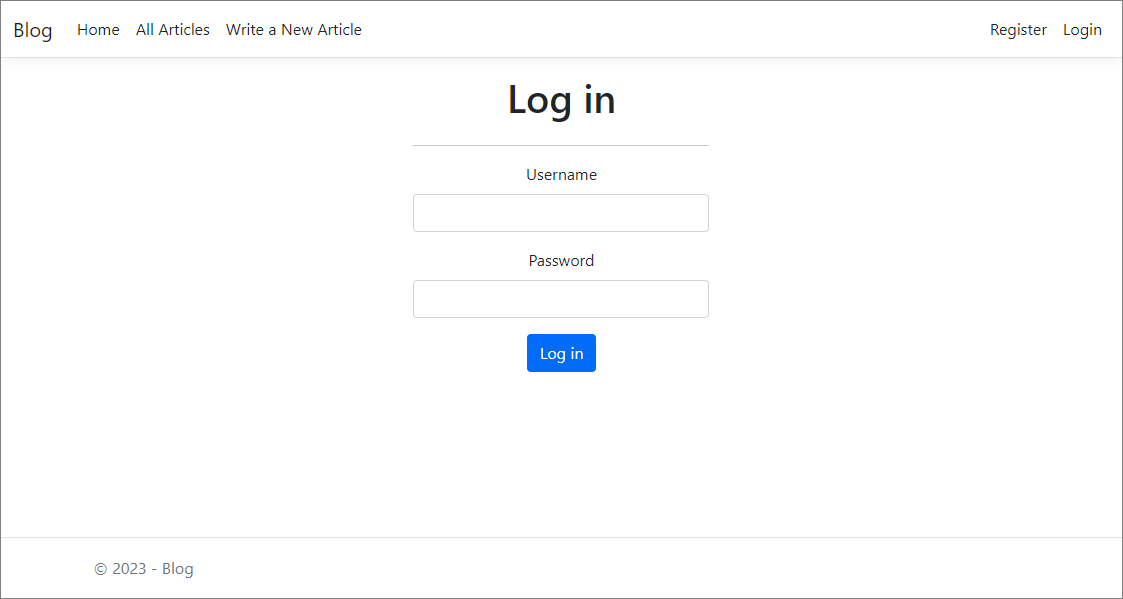 Blog Home All Articles Write a New Article Register Login
Log in
Username
Password
Log in
© 2023 - Blog